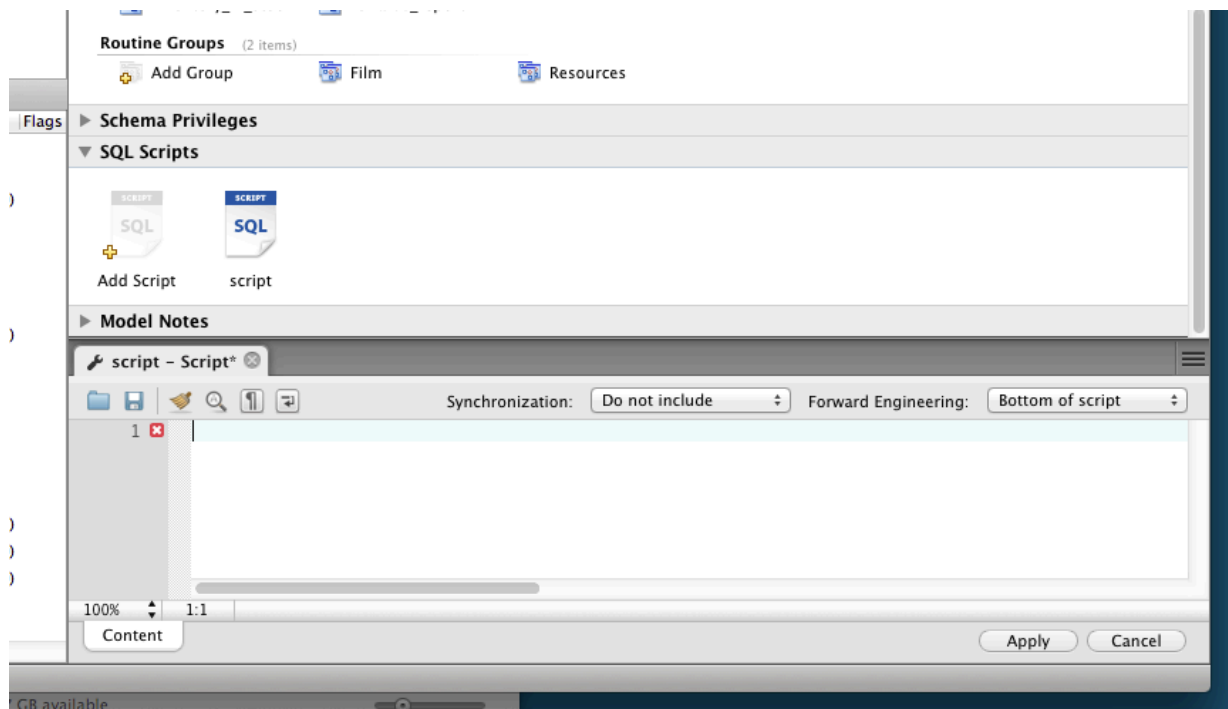 Routine Groups (2 items)
Add Group Film Resources
Flags
Schema Privileges
SQL Scripts
)
SCRIPT SCRIPT
SQL SQL
Add Script script
Model Notes
)
script – Script*
Synchronization: Do not include Forward Engineering: Bottom of script
1
)
)
)
100% 1:1
Content
Apply Cancel
GB available